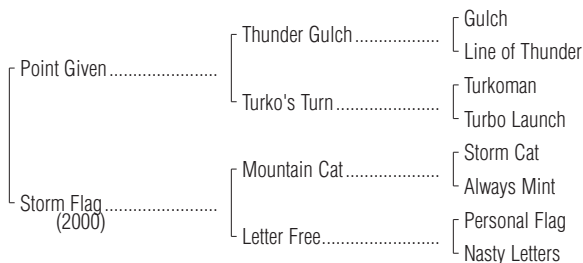 Gulch
Thunder Gulch...................
Line of Thunder
Point Given.........................
Turkoman
Turko's Turn.......................
Turbo Launch
Storm Cat
Mountain Cat.....................
Always Mint
Storm Flag..........................
(2000)
Personal Flag
Letter Free...........................
Nasty Letters